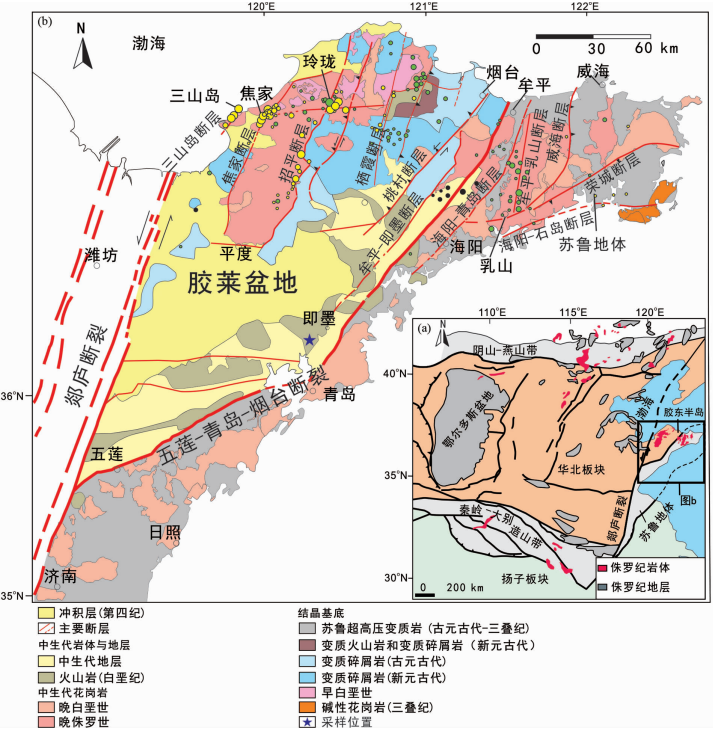 (b)
120°E
121°E
122°E
渤海
N
0 30 60 km
玲珑
烟台
威海
焦家
三山岛
牟平
三山岛断层
焦家断层
招平断层
栖霞断层
桃村断层
牟平-即墨断层
海阳-青岛断层
牟平-乳山断层
威海断层
荣城断层
海阳-石岛断层
海阳
乳山
苏鲁地体
潍坊
平度
胶莱盆地
即墨
郯庐断裂
青岛
五莲-青岛-烟台断裂
36°N
五莲
日照
济南
35°N
(a)
N
110°E
115°E
120°E
阴山-燕山带
40°N
渤海
鄂尔多斯盆地
胶东半岛
华北板块
35°N
图b
郯庐断裂
苏鲁地体
秦岭-大别
造山带
30°N
扬子板块
0 200 km
侏罗纪岩体
侏罗纪地层
冲积层(第四纪)
主要断层
中生代岩体与地层
中生代地层
火山岩(白垩纪)
中生代花岗岩
晚白垩世
晚侏罗世
结晶基底
苏鲁超高压变质岩(古元古代-三叠纪)
变质火山岩和变质碎屑岩（新元古代）
变质碎屑岩(古元古代)
变质碎屑岩(新元古代)
早白垩世
碱性花岗岩(三叠纪)
采样位置